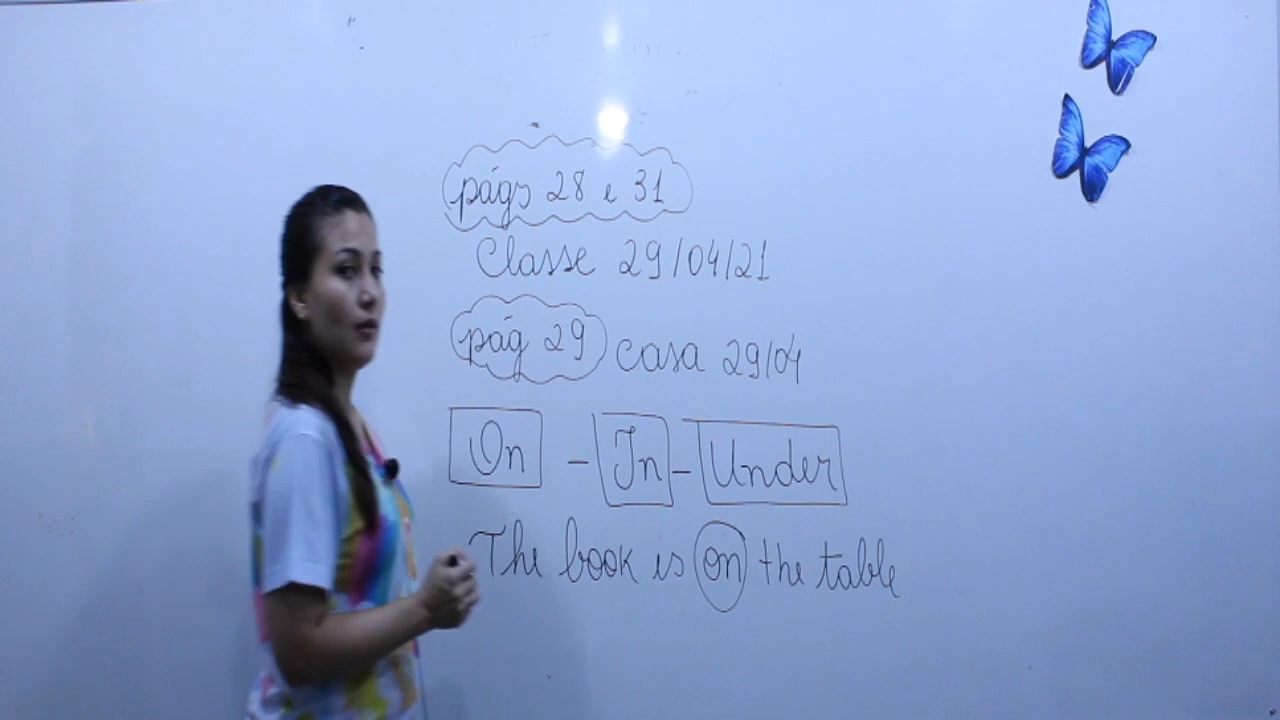 págs 28 e 31
Classe 29/04/21
pág 29 casa 29/04
On - In - Under
The book is on the table